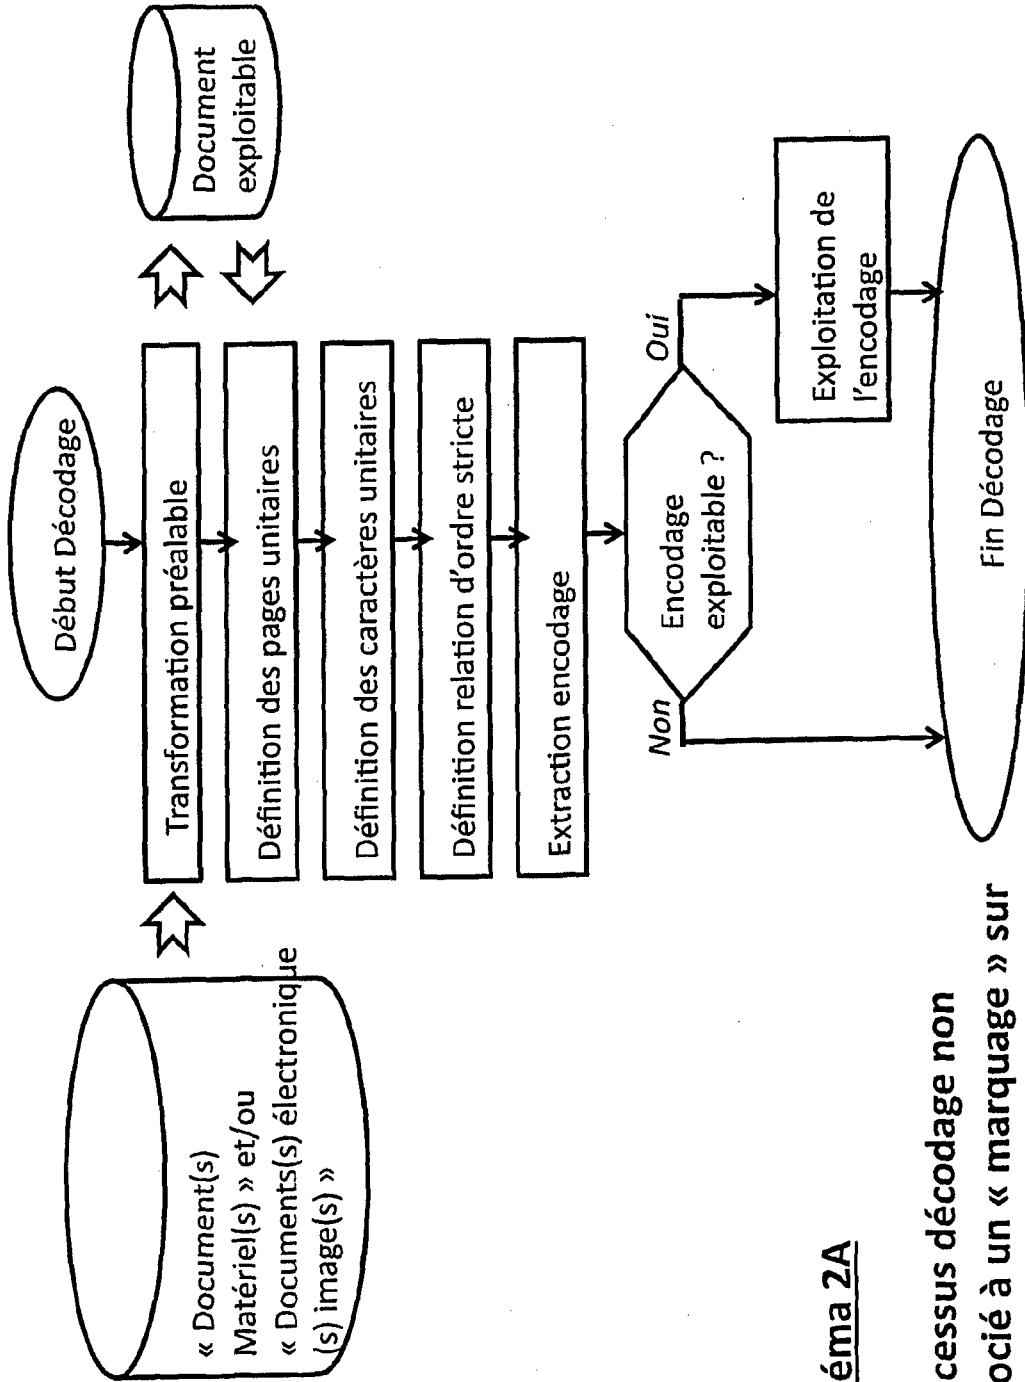 Début Décodage
« Document(s)
Matériel(s) » et/ou
« Documents(s) électronique
(s) image(s) »
Transformation préalable
Document
exploitable
Définition des pages unitaires
Définition des caractères unitaires
Définition relation d'ordre stricte
Extraction encodage
Encodage
exploitable ?
Non
Oui
Exploitation de
l'encodage
Fin Décodage
éma 2A
cessus décodage non
ocié à un « marquage » sur